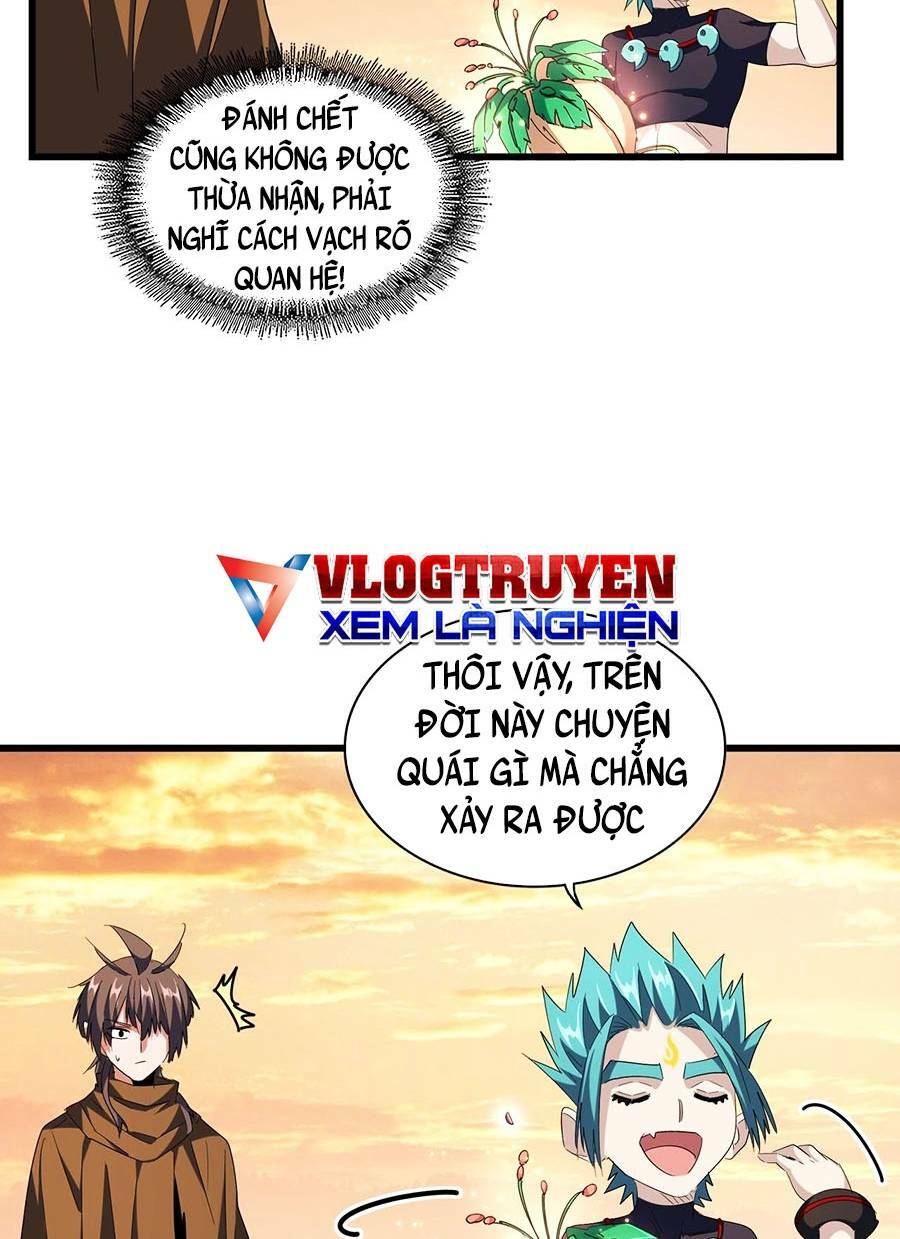 ĐÁNH CHẾT
CŨNG KHÔNG ĐƯỢC
THỪA NHẬN, PHẢI
NGHĨ CÁCH VẠCH RÕ
QUAN HỆ!
VLOGTRUYEN
XEM LÀ NGHIỆN
THÔI VẬY, TRÊN
ĐỜI NÀY CHUYỆN
QUÁI GÌ MÀ CHẲNG
XẢY RA ĐƯỢC